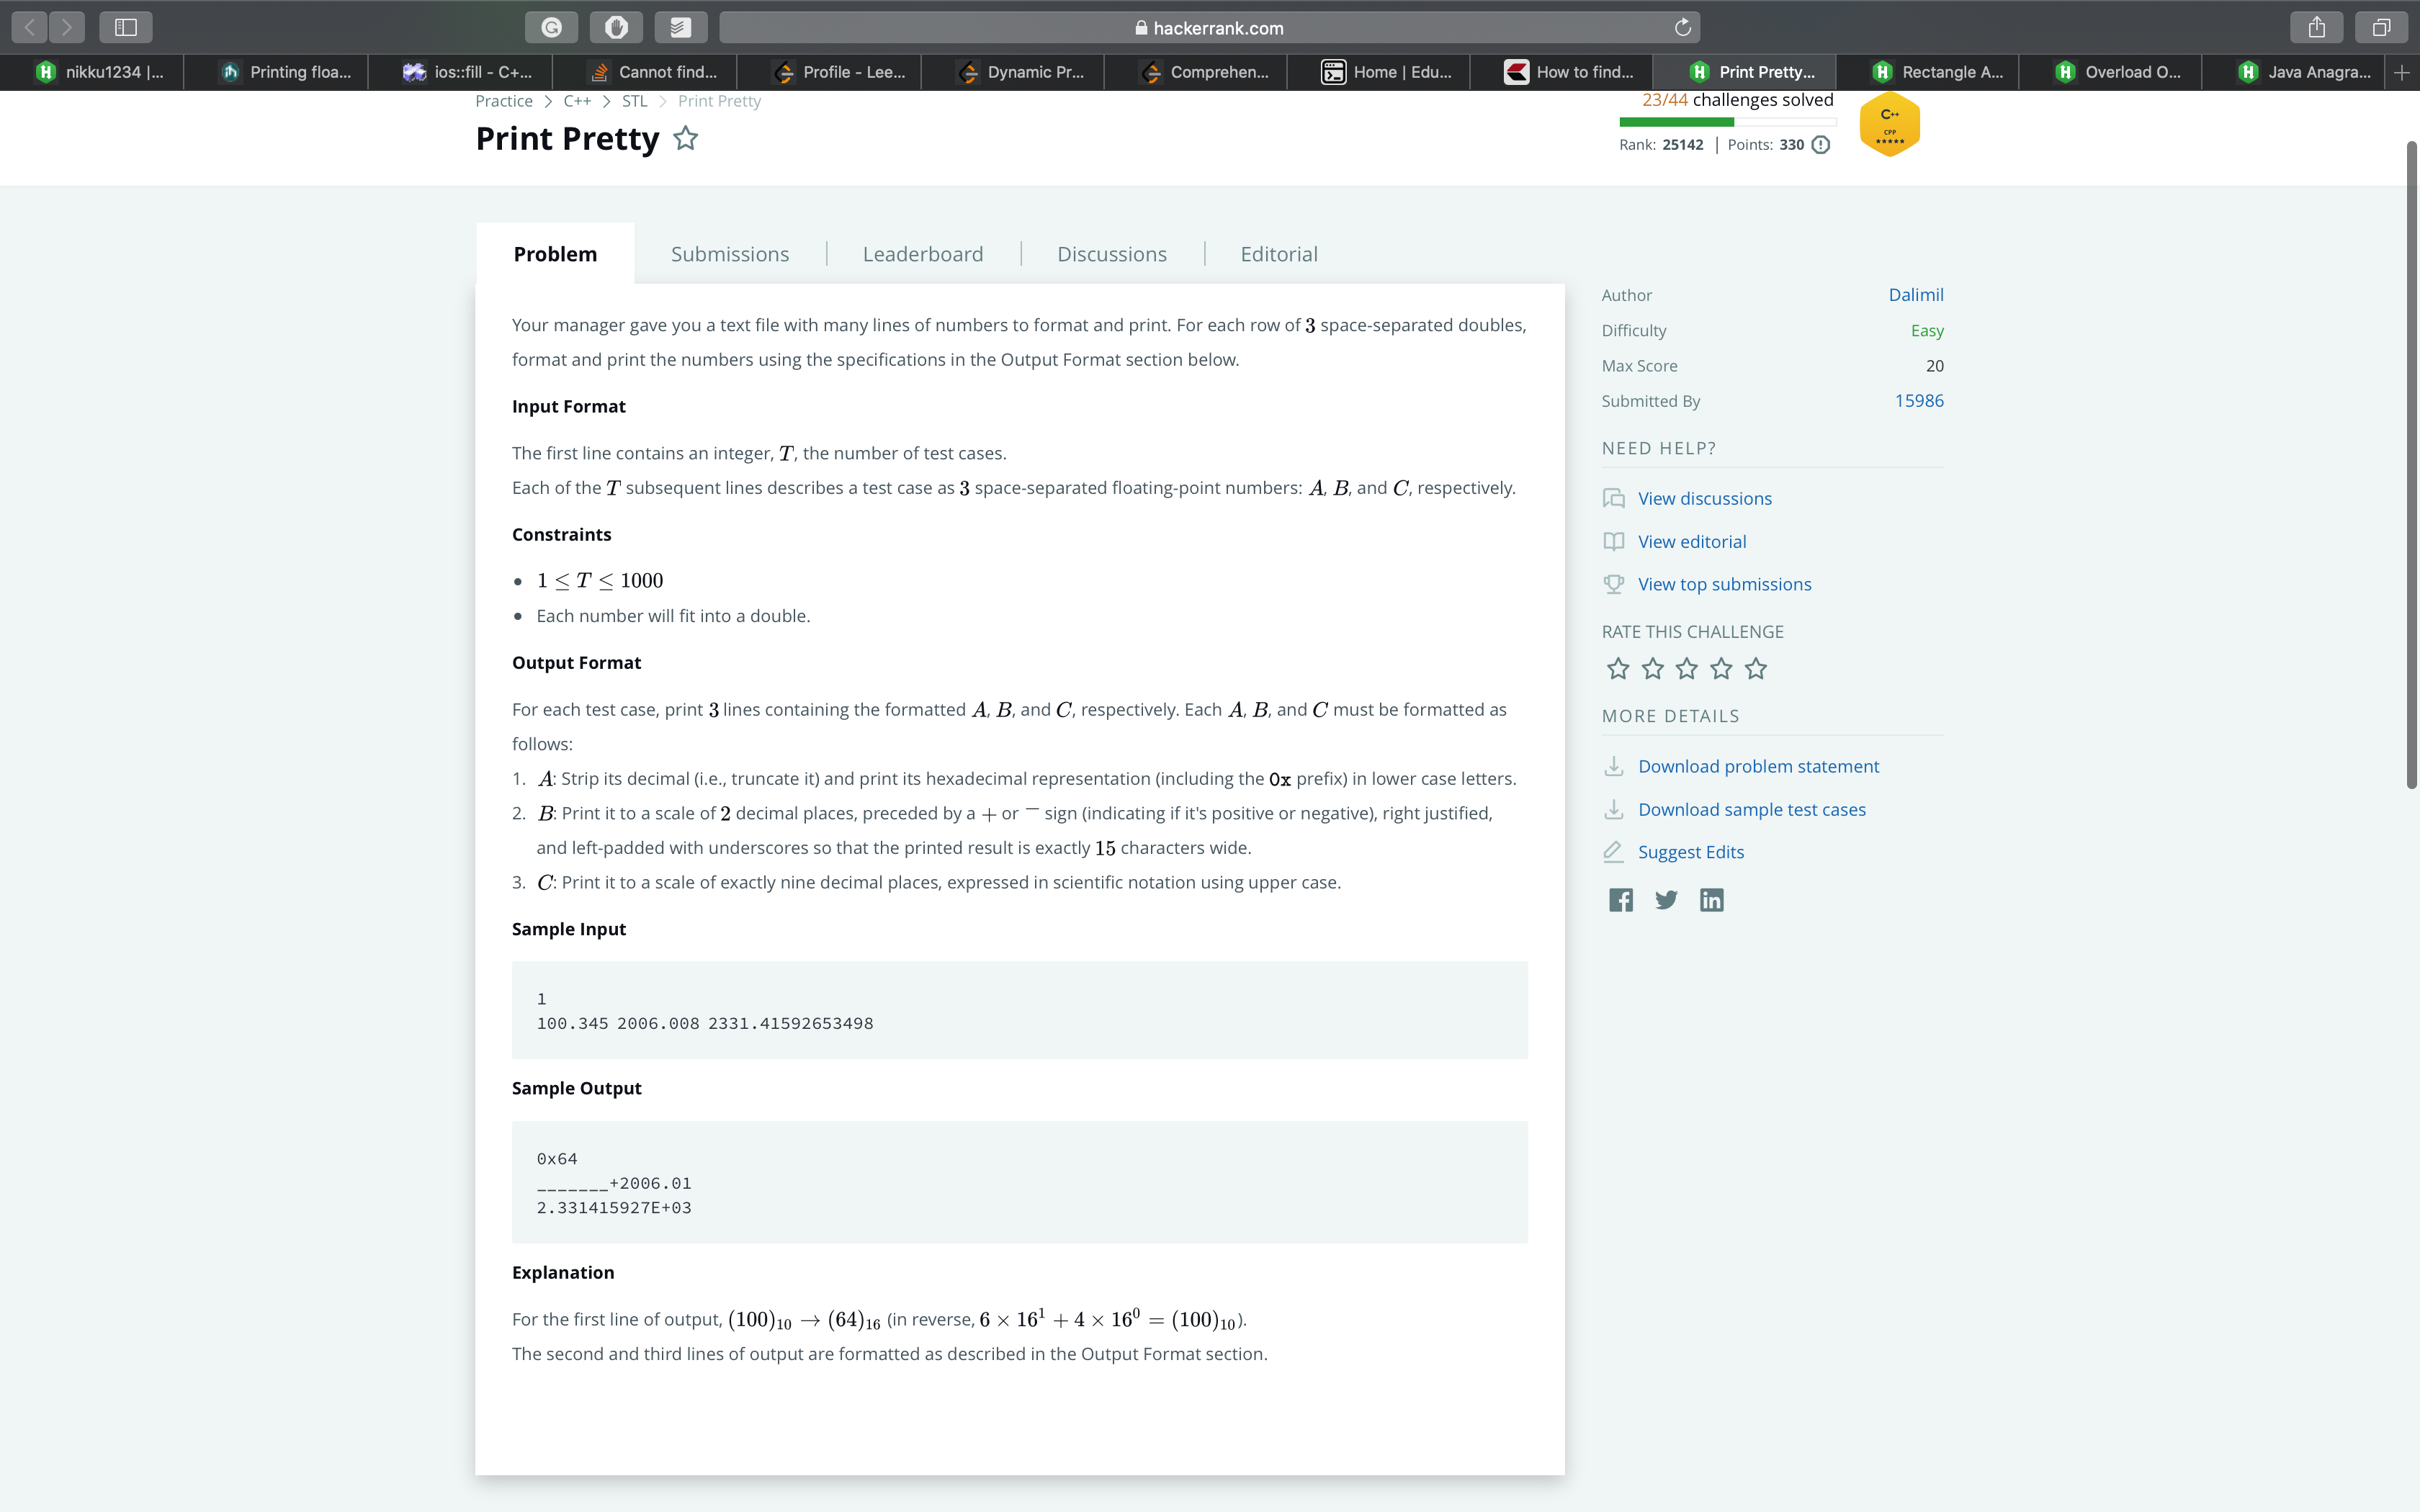 hackerrank.com
nikku1234 |...
Printing floa...
ios::fill - C+...
Cannot find...
Profile - Lee...
Dynamic Pr...
Comprehen...
Home | Edu...
How to find...
Print Pretty...
Rectangle A...
Overload O...
Java Anagra...
Practice > C++ > STL > Print Pretty
Print Pretty
23/44 challenges solved
Rank: 25142 | Points: 330
C++
CPP
Problem
Submissions
Leaderboard
Discussions
Editorial
Your manager gave you a text file with many lines of numbers to format and print. For each row of 3 space-separated doubles,
format and print the numbers using the specifications in the Output Format section below.
Input Format
The first line contains an integer, T, the number of test cases.
Each of the T subsequent lines describes a test case as 3 space-separated floating-point numbers: A, B, and C, respectively.
Constraints
• 1 ≤ T ≤ 1000
• Each number will fit into a double.
Output Format
For each test case, print 3 lines containing the formatted A, B, and C, respectively. Each A, B, and C must be formatted as
follows:
1. A: Strip its decimal (i.e., truncate it) and print its hexadecimal representation (including the 0x prefix) in lower case letters.
2. B: Print it to a scale of 2 decimal places, preceded by a + or − sign (indicating if it's positive or negative), right justified,
and left-padded with underscores so that the printed result is exactly 15 characters wide.
3. C: Print it to a scale of exactly nine decimal places, expressed in scientific notation using upper case.
Sample Input
1
100.345 2006.008 2331.41592653498
Sample Output
0x64
_______+2006.01
2.331415927E+03
Explanation
For the first line of output, (100)₁₀ → (64)₁₆ (in reverse, 6 × 16¹ + 4 × 16⁰ = (100)₁₀).
The second and third lines of output are formatted as described in the Output Format section.
Author Dalimil
Difficulty Easy
Max Score 20
Submitted By 15986
NEED HELP?
View discussions
View editorial
View top submissions
RATE THIS CHALLENGE
MORE DETAILS
Download problem statement
Download sample test cases
Suggest Edits